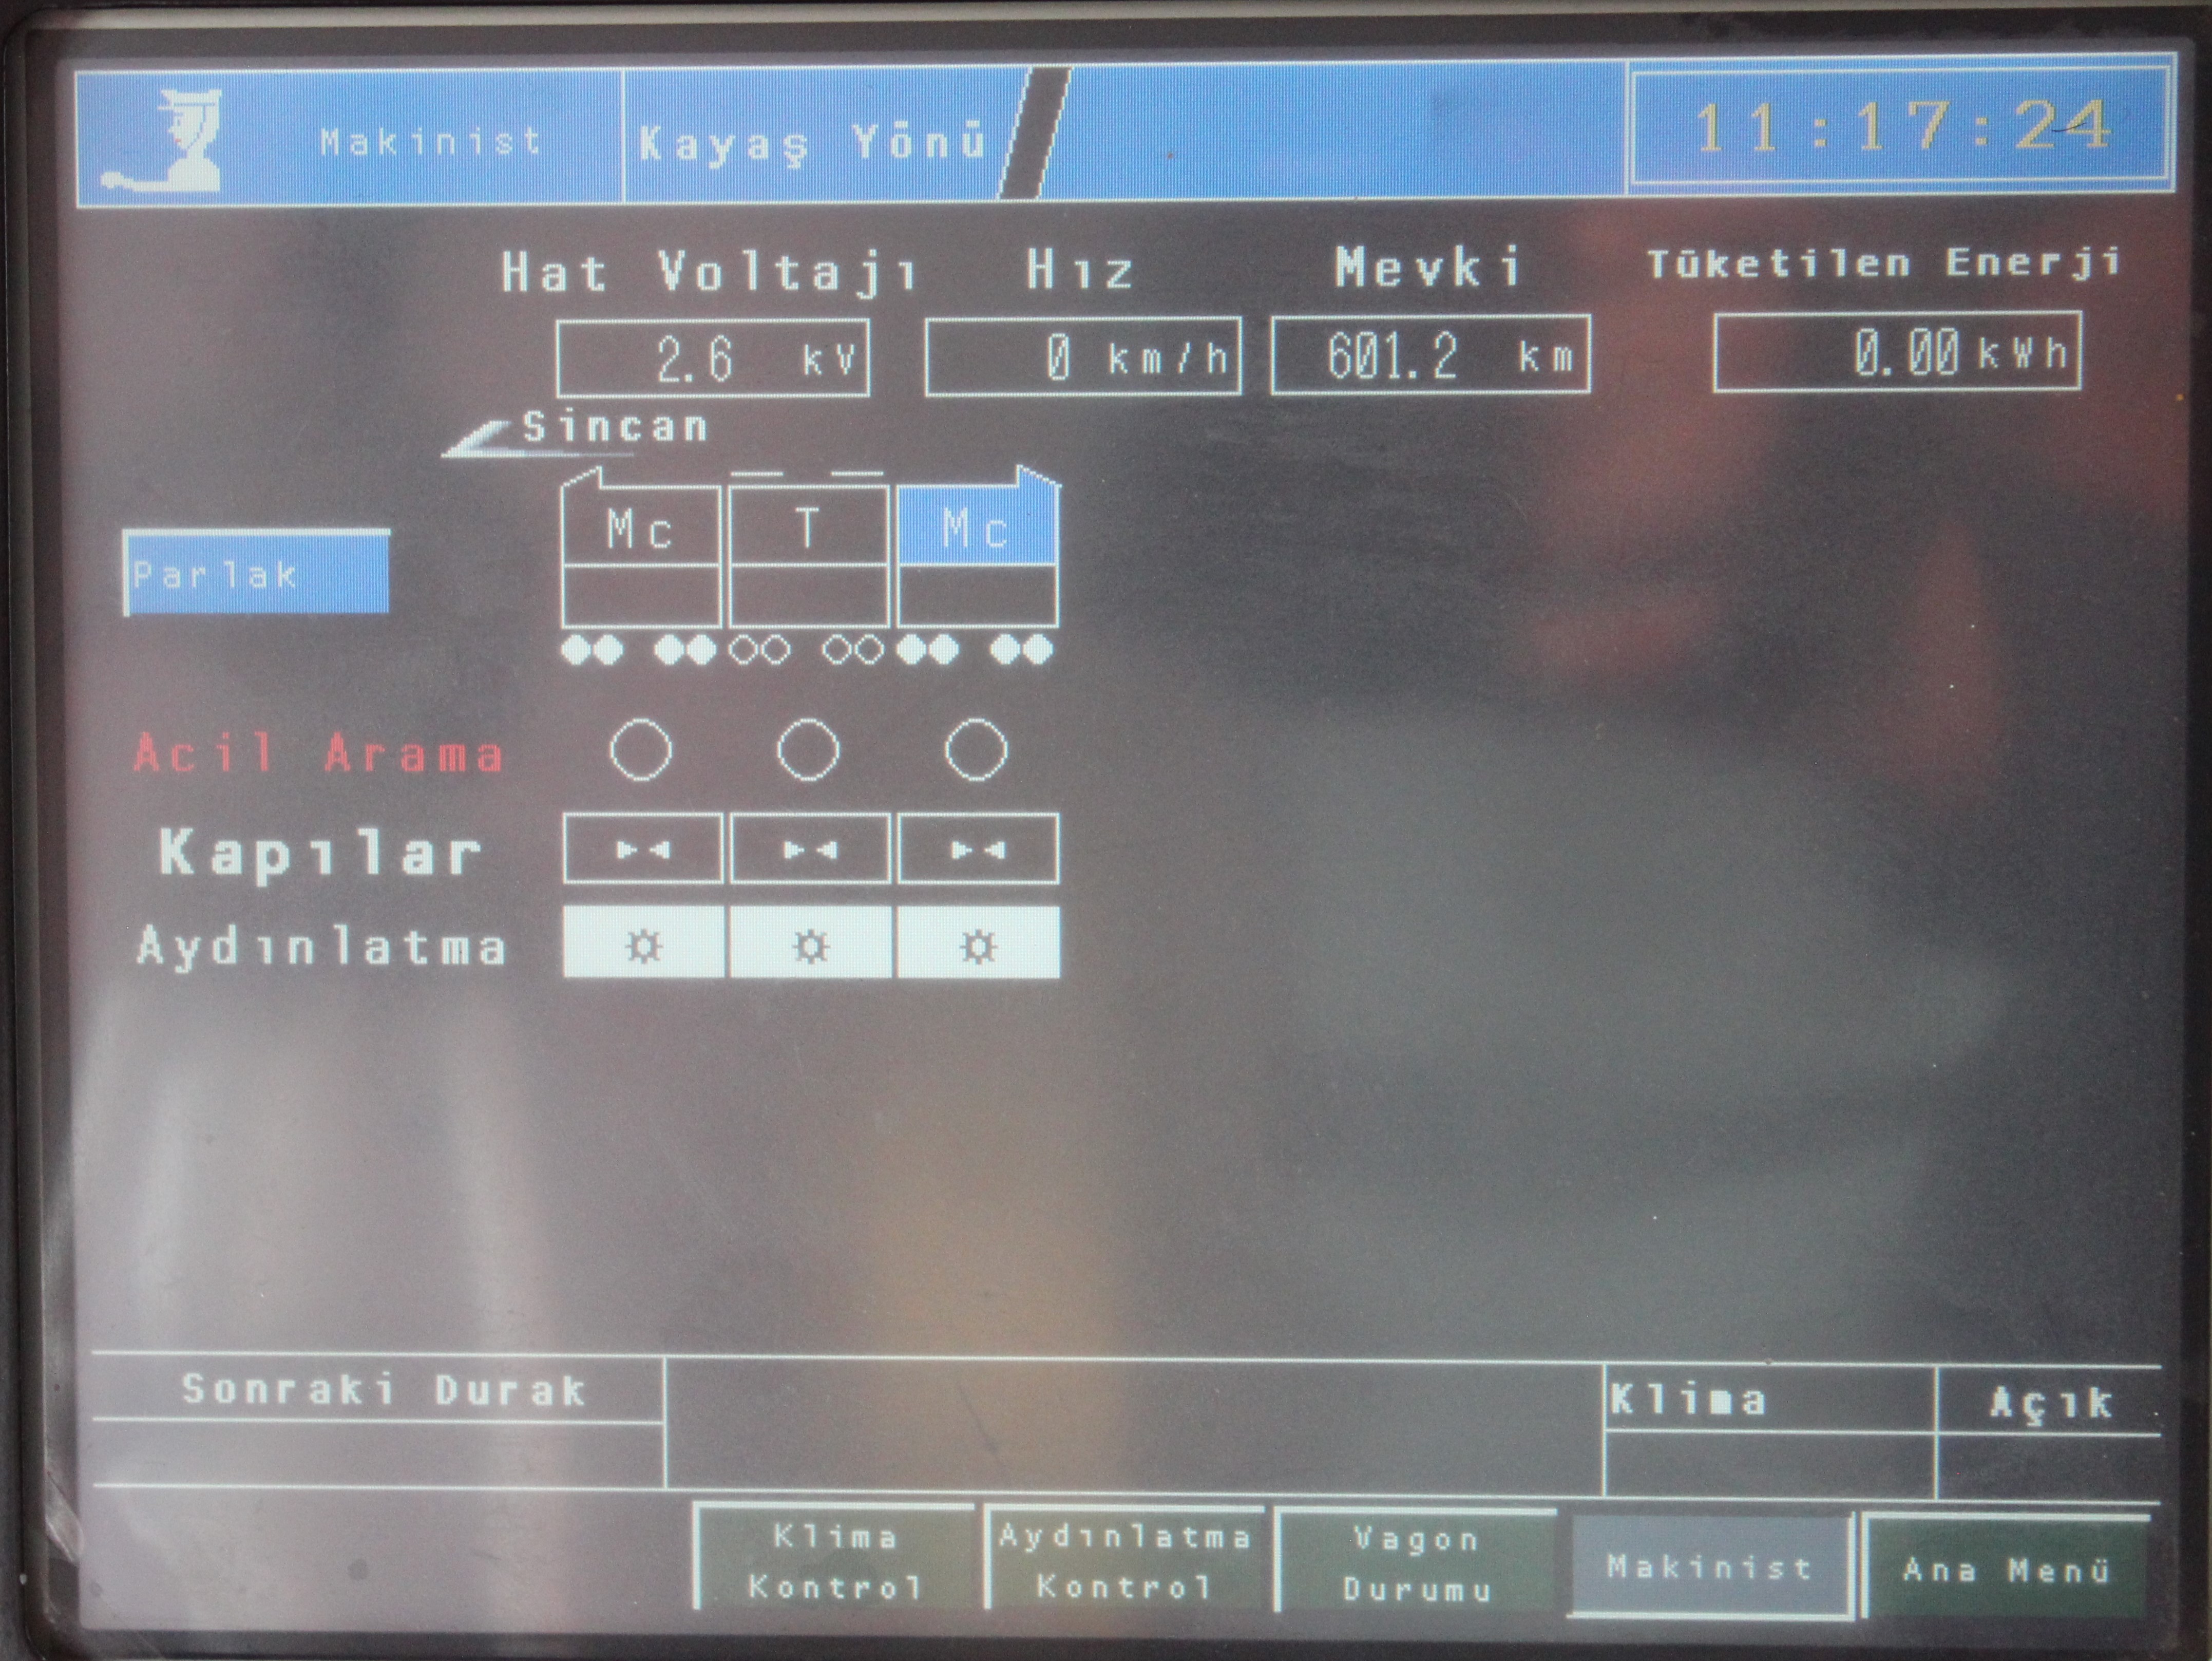 Makinist
Kayaş Yönü
11:17:24
Hat Voltajı
Hız
Mevki
Tüketilen Enerji
2.6 kV
0 km/h
601.2 km
0.00 kWh
Sincan
Mc
T
Mc
Parlak
Acil Arama
Kapılar
Aydınlatma
Sonraki Durak
Klima
Açık
Klima
Kontrol
Aydınlatma
Kontrol
Vagon
Durumu
Makinist
Ana Menü